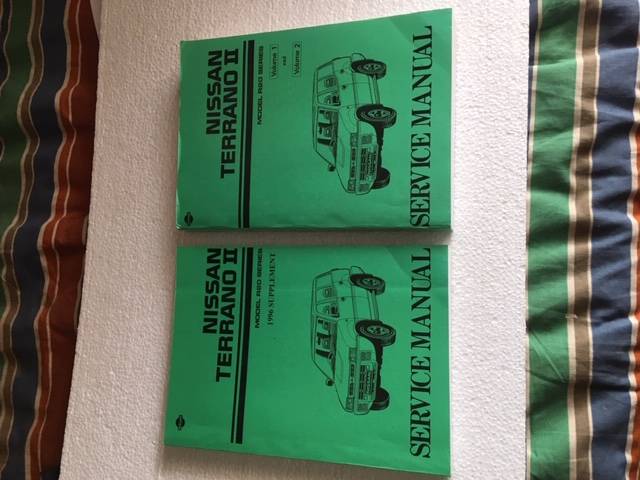 NISSAN
TERRANO II
MODEL R20 SERIES
Volume 1
and
Volume 2
SERVICE MANUAL
NISSAN
TERRANO II
MODEL R20 SERIES
1996 SUPPLEMENT
SERVICE MANUAL